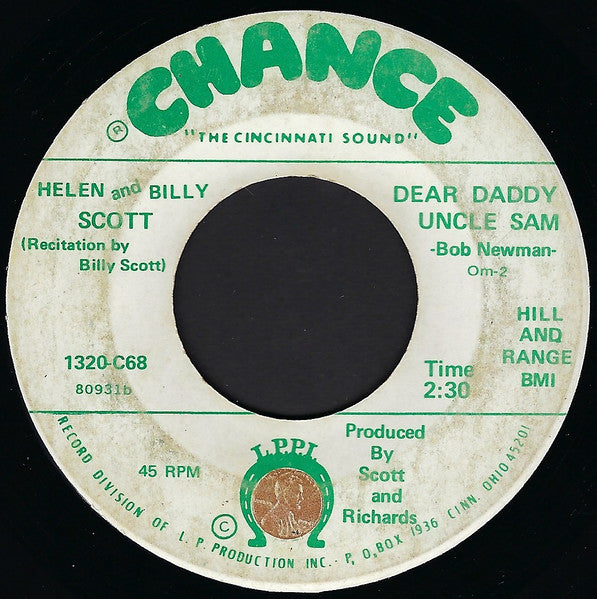 CHANCE
®
"THE CINCINNATI SOUND"
HELEN and BILLY
SCOTT
(Recitation by
Billy Scott)
DEAR DADDY
UNCLE SAM
-Bob Newman-
Om-2
HILL
AND
RANGE
BMI
1320-C68
80931b
Time
2:30
45 RPM
L.P.P.I.
©
Produced
By
Scott
and
Richards
RECORD DIVISION OF L. P. PRODUCTION INC. - P. O. BOX 1936 CINN. OHIO 45201